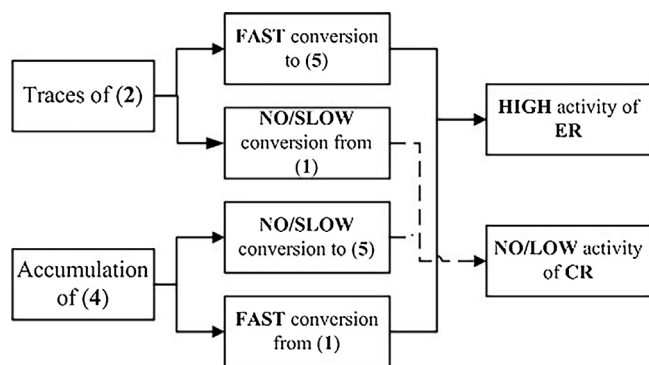 Traces of (2)
FAST conversion
to (5)
NO/SLOW
conversion from
(1)
Accumulation
of (4)
NO/SLOW
conversion to (5)
FAST conversion
from (1)
HIGH activity of
ER
NO/LOW activity
of CR